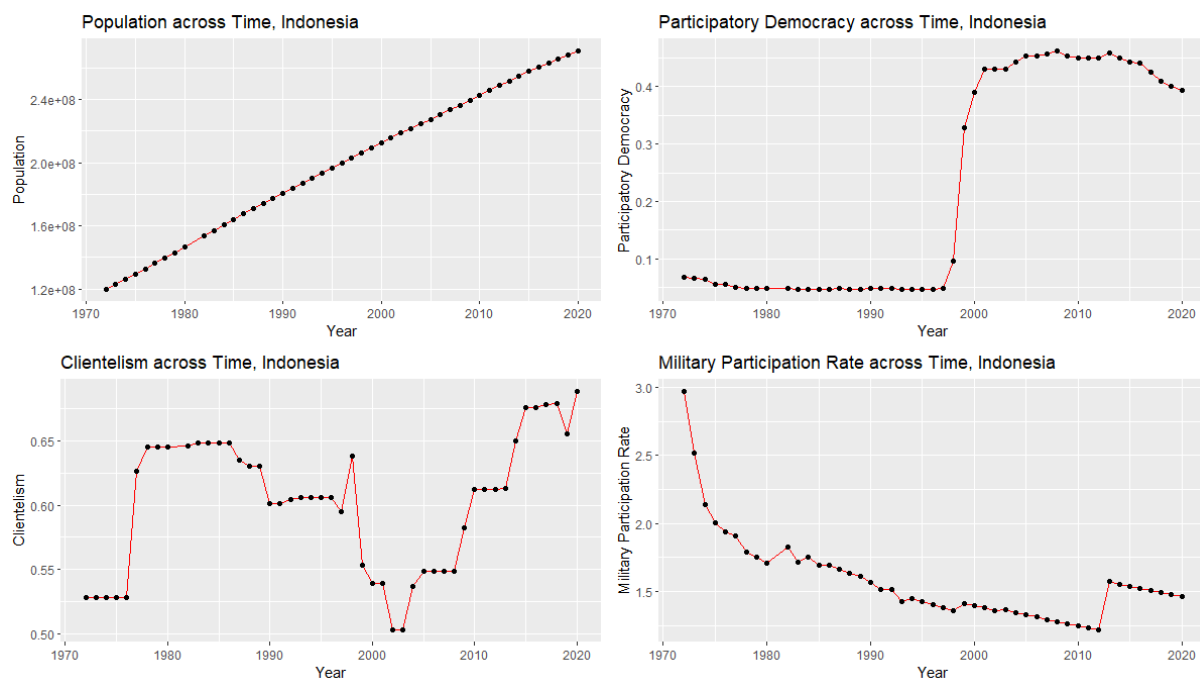 Population across Time, Indonesia
Population
2.4e+08
2.0e+08
1.6e+08
1.2e+08
1970 1980 1990 2000 2010 2020
Year
Participatory Democracy across Time, Indonesia
Participatory Democracy
0.4
0.3
0.2
0.1
1970 1980 1990 2000 2010 2020
Year
Clientelism across Time, Indonesia
Clientelism
0.65
0.60
0.55
0.50
1970 1980 1990 2000 2010 2020
Year
Military Participation Rate across Time, Indonesia
Military Participation Rate
3.0
2.5
2.0
1.5
1970 1980 1990 2000 2010 2020
Year